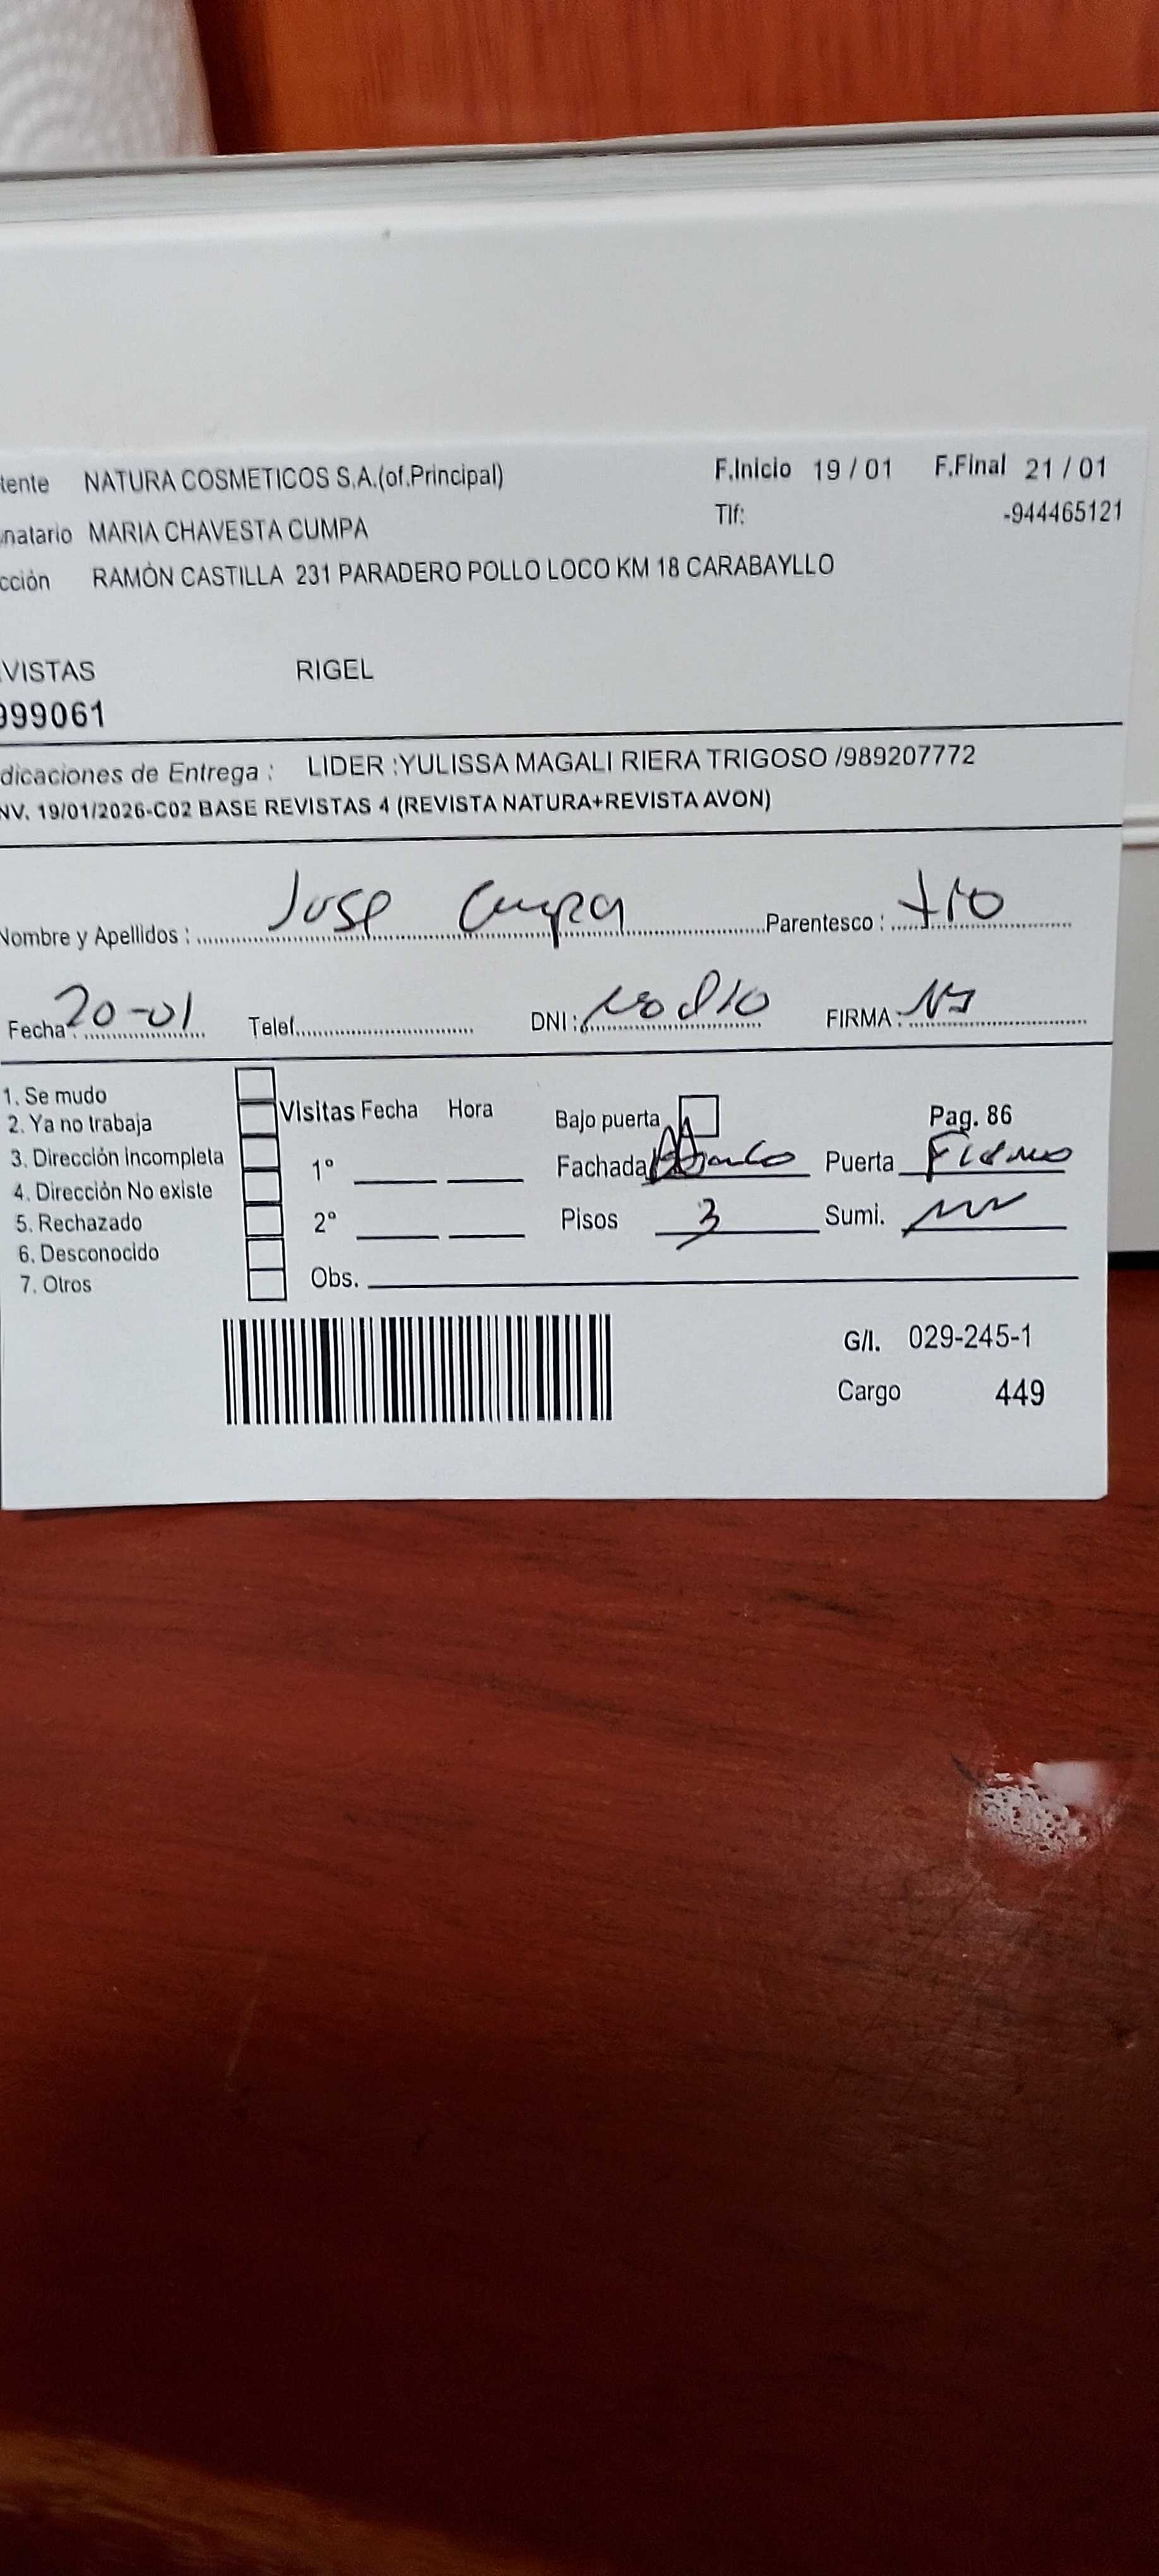 tente NATURA COSMETICOS S.A.(of.Principal) F.Inicio 19 / 01 F.Final 21 / 01
natario MARIA CHAVESTA CUMPA Tlf: -944465121
cción RAMÓN CASTILLA 231 PARADERO POLLO LOCO KM 18 CARABAYLLO
VISTAS RIGEL
999061
dicaciones de Entrega : LIDER :YULISSA MAGALI RIERA TRIGOSO /989207772
NV. 19/01/2026-C02 BASE REVISTAS 4 (REVISTA NATURA+REVISTA AVON)
Nombre y Apellidos : Jose Cumpa Parentesco : tio
Fecha : 20-01 Telef. DNI : no dio FIRMA :
1. Se mudo
2. Ya no trabaja Visitas Fecha Hora Bajo puerta Pag. 86
3. Dirección Incompleta 1° Fachada Puerta Fierro
4. Dirección No existe
5. Rechazado 2° Pisos 3 Sumi.
6. Desconocido
7. Otros Obs.
G/I. 029-245-1
Cargo 449